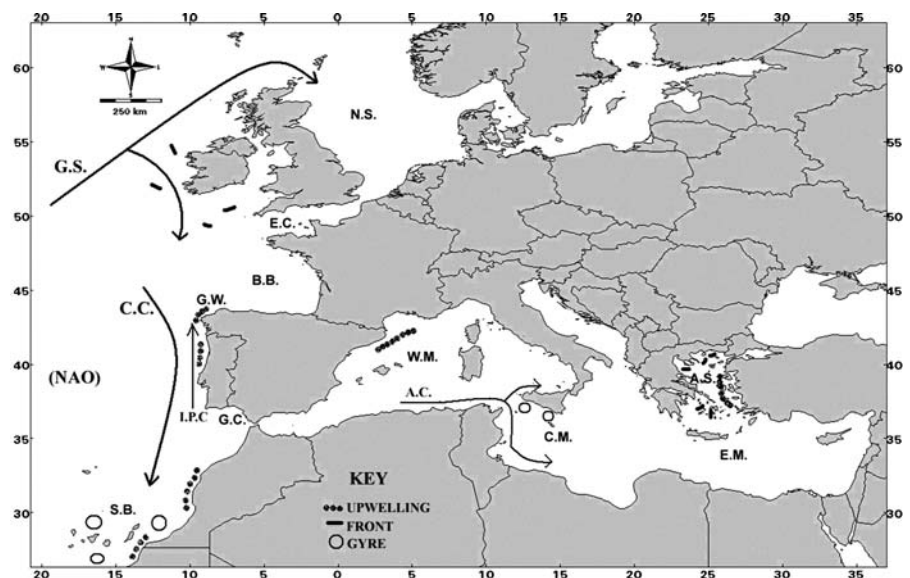 N
W E
S
250 km
60
55
50
45
40
35
30
N.S.
G.S.
E.C.
B.B.
C.C.
G.W.
W.M.
A.S.
(NAO)
A.C.
I.P.C
G.C.
C.M.
E.M.
S.B.
KEY
UPWELLING
FRONT
GYRE
20 15 10 5 0 5 10 15 20 25 30 35